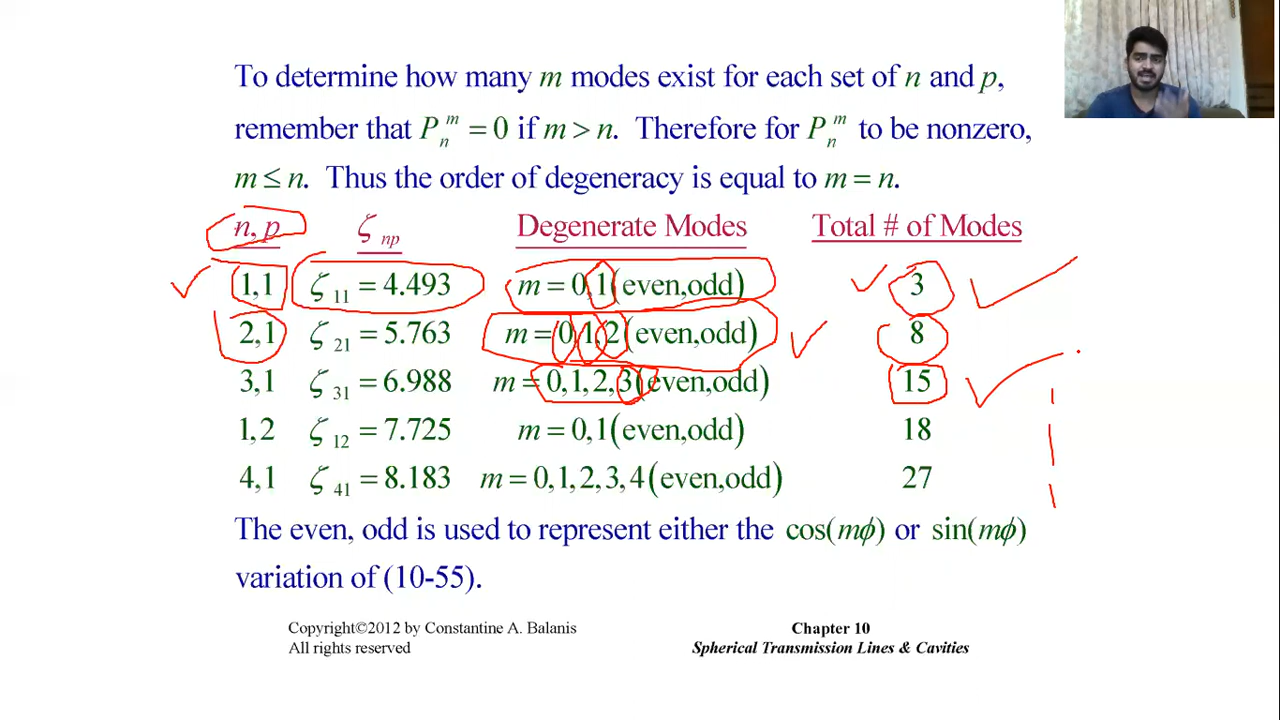 To determine how many m modes exist for each set of n and p,
remember that Pₙᵐ = 0 if m > n. Therefore for Pₙᵐ to be nonzero,
m ≤ n. Thus the order of degeneracy is equal to m = n.
n, p ζ np Degenerate Modes Total # of Modes
1,1 ζ 11 = 4.493 m = 0,1(even,odd) 3
2,1 ζ 21 = 5.763 m = 0,1,2(even,odd) 8
3,1 ζ 31 = 6.988 m = 0,1,2,3(even,odd) 15
1,2 ζ 12 = 7.725 m = 0,1(even,odd) 18
4,1 ζ 41 = 8.183 m = 0,1,2,3,4(even,odd) 27
The even, odd is used to represent either the cos(mϕ) or sin(mϕ)
variation of (10-55).
Copyright©2012 by Constantine A. Balanis
All rights reserved
Chapter 10
Spherical Transmission Lines & Cavities